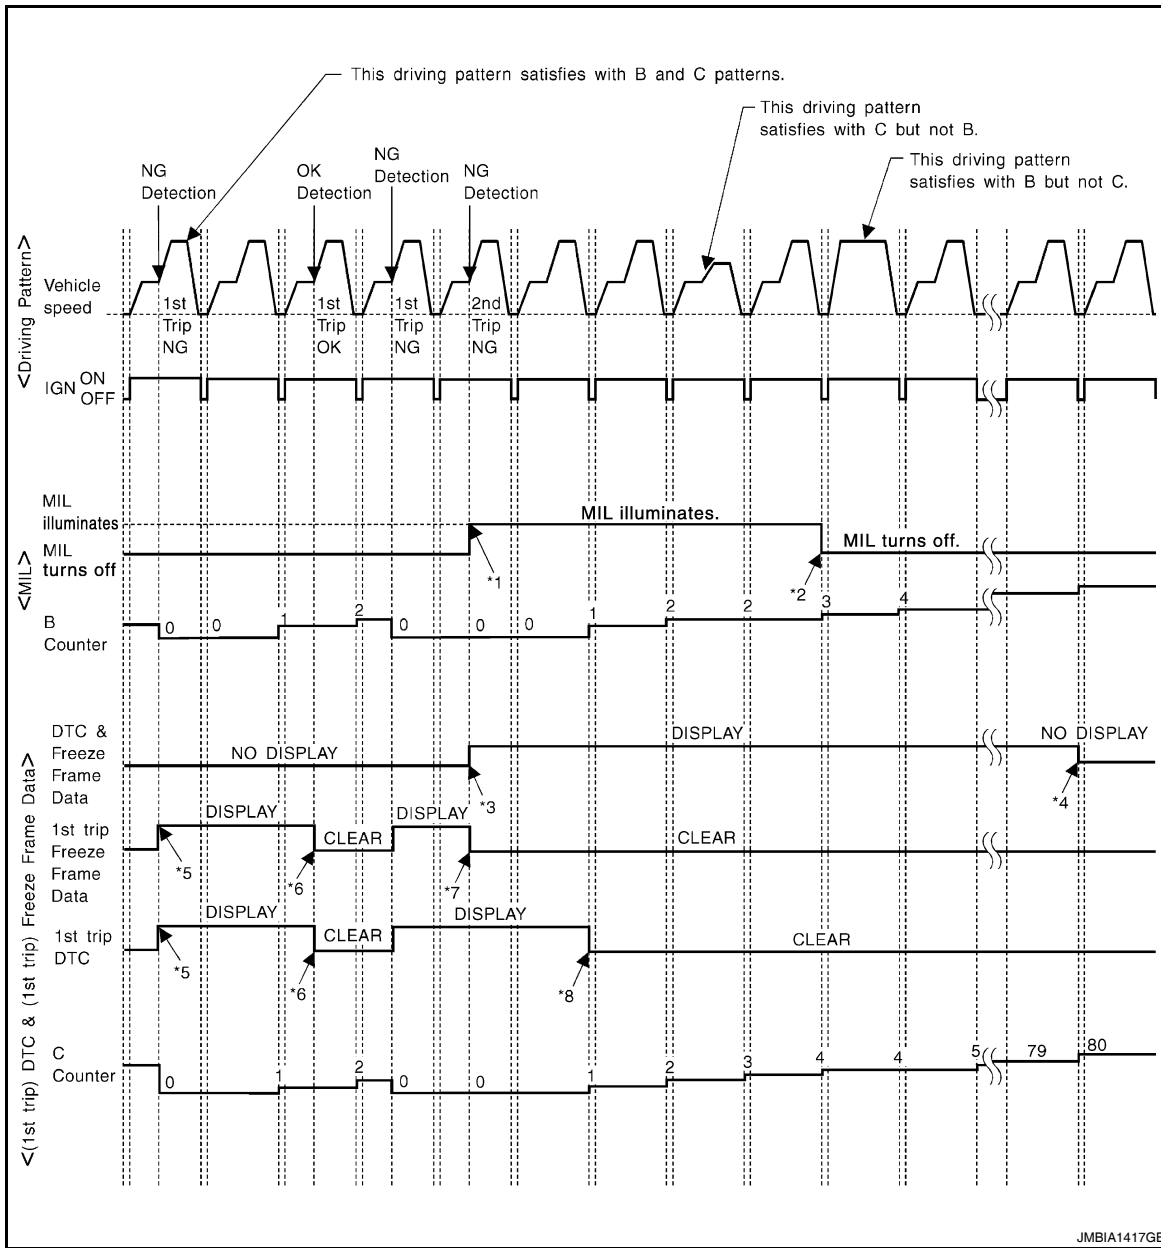 This driving pattern satisfies with B and C patterns.
This driving pattern
satisfies with C but not B.
This driving pattern
satisfies with B but not C.
NG
Detection
OK
Detection
NG
Detection
NG
Detection
<Driving Pattern>
Vehicle
speed
1st
Trip
NG
1st
Trip
OK
1st
Trip
NG
2nd
Trip
NG
IGN ON
OFF
<MIL>
MIL
illuminates
MIL illuminates.
MIL
turns off
MIL turns off.
*1
*2
B
Counter
0 0 1 2 0 0 0 1 2 2 3 4
<(1st trip) DTC & (1st trip) Freeze Frame Data>
DTC &
Freeze
Frame
Data
NO DISPLAY
DISPLAY
NO DISPLAY
*3
*4
1st trip
Freeze
Frame
Data
DISPLAY
CLEAR
DISPLAY
CLEAR
*5
*6
*7
1st trip
DTC
DISPLAY
CLEAR
DISPLAY
CLEAR
*5
*6
*8
C
Counter
0 1 2 0 0 1 2 3 4 4 5 79 80
JMBIA1417GB